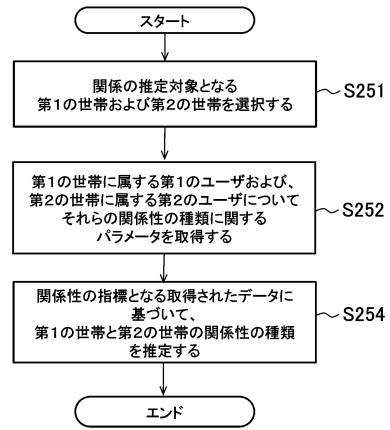 スタート
関係の推定対象となる
第1の世帯および第2の世帯を選択する
S251
第1の世帯に属する第1のユーザおよび、
第2の世帯に属する第2のユーザについて
それらの関係性の種類に関する
パラメータを取得する
S252
関係性の指標となる取得されたデータに
基づいて、
第1の世帯と第2の世帯の関係性の種類
を推定する
S254
エンド